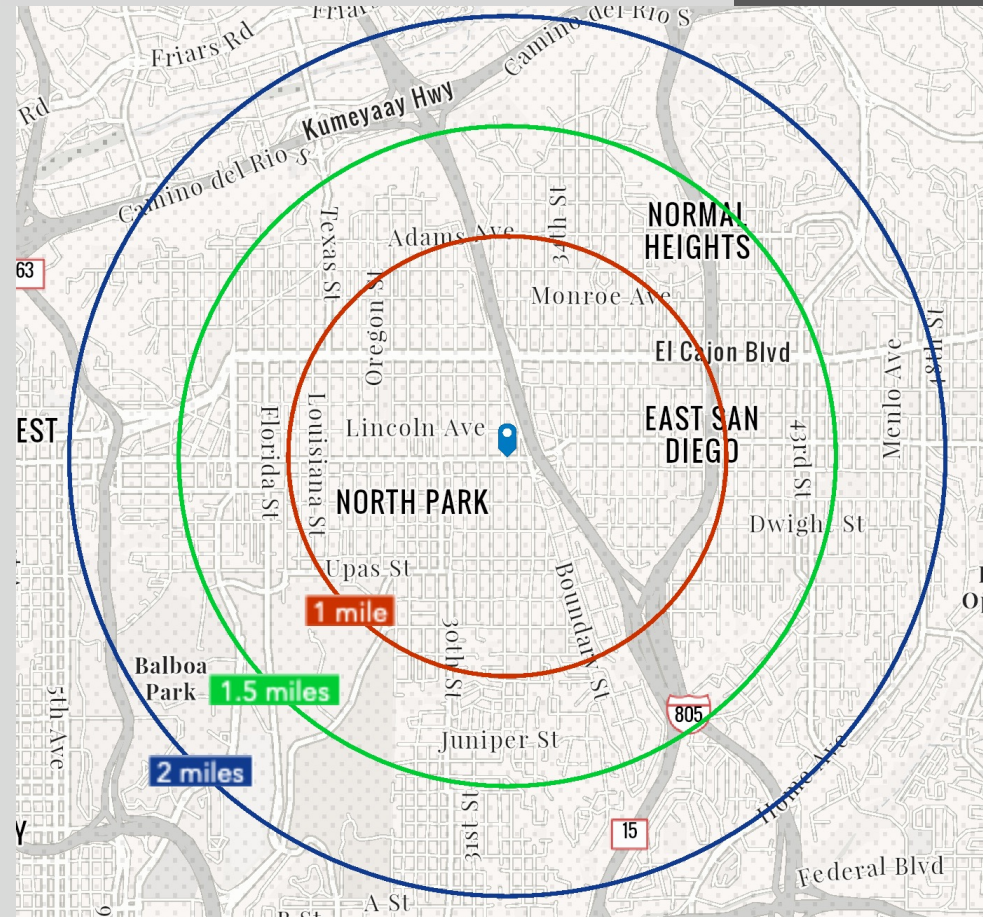 Friars Rd
Camino del Rio S
Rd
Kumeyaay Hwy
Camino del Rio S
Texas St
34th St
NORMAL
HEIGHTS
Adams Ave
63
Oregon St
Monroe Ave
El Cajon Blvd
Menlo Ave
EST
Florida St
Louisiana St
Lincoln Ave
EAST SAN
DIEGO
43rd St
NORTH PARK
Dwight St
Upas St
Boundary St
1 mile
30th St
Balboa
Park
1.5 miles
5th Ave
805
Juniper St
2 miles
Home Ave
31st St
15
Y
Federal Blvd
A St